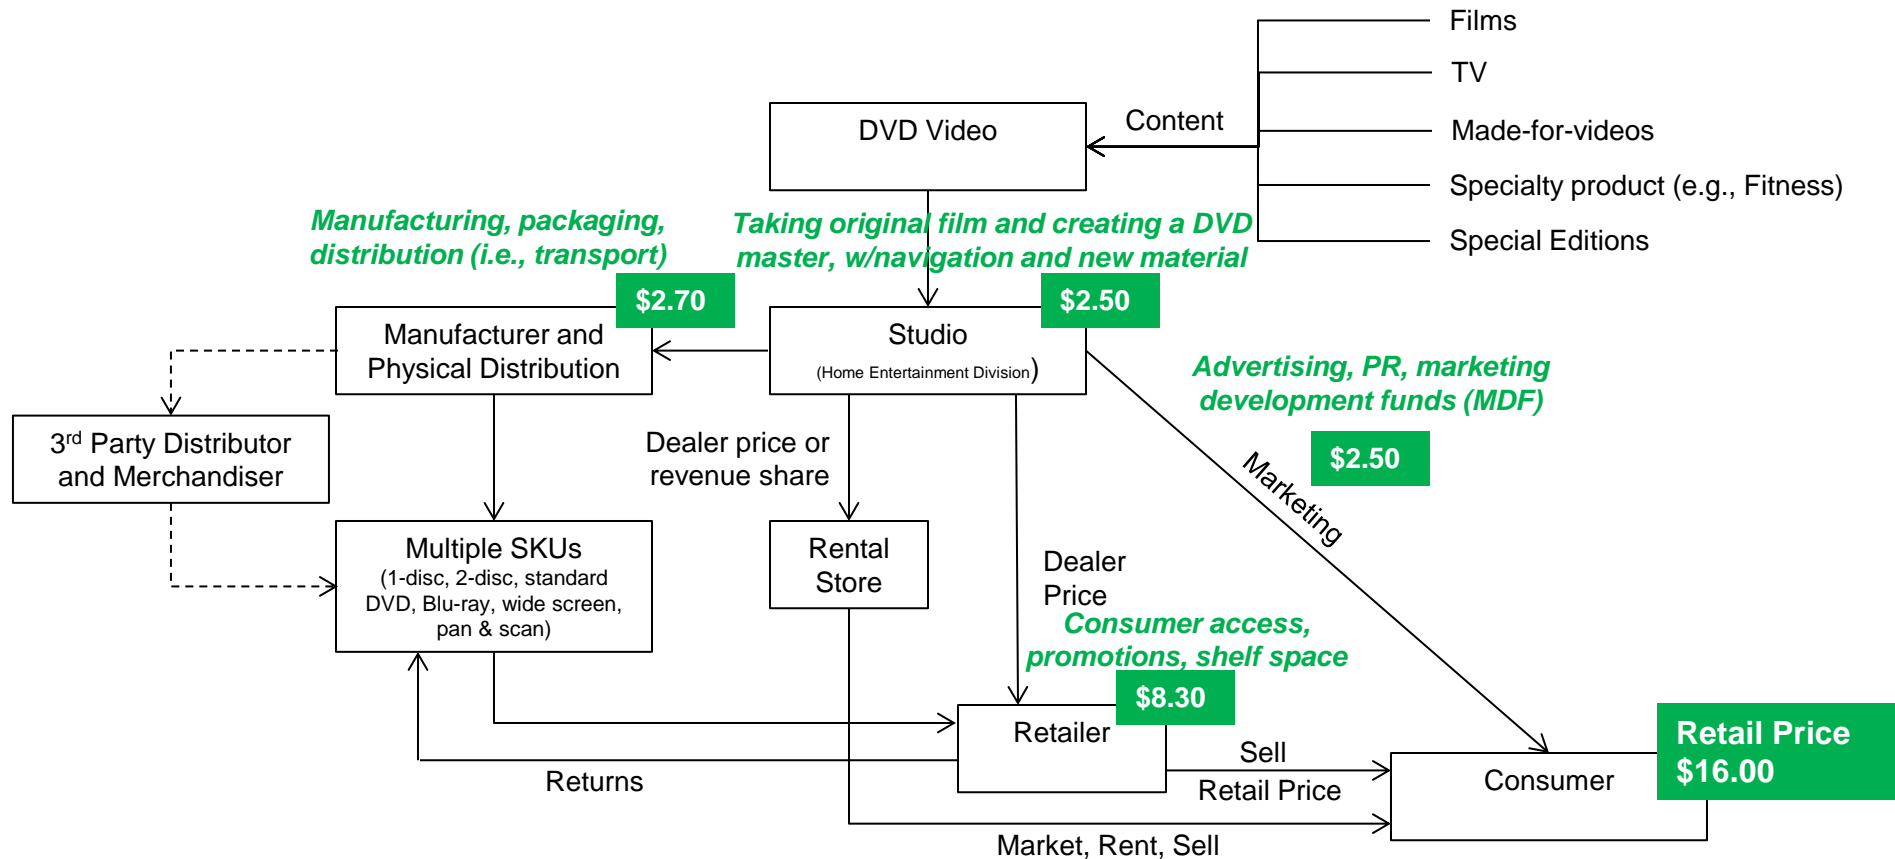 Films
TV
Made-for-videos
Specialty product (e.g., Fitness)
Special Editions
Content
DVD Video
Manufacturing, packaging,
distribution (i.e., transport)
Taking original film and creating a DVD
master, w/navigation and new material
$2.70
$2.50
Manufacturer and
Physical Distribution
Studio
(Home Entertainment Division)
Advertising, PR, marketing
development funds (MDF)
$2.50
Marketing
3rd Party Distributor
and Merchandiser
Dealer price or
revenue share
Multiple SKUs
(1-disc, 2-disc, standard
DVD, Blu-ray, wide screen,
pan & scan)
Rental
Store
Dealer
Price
Consumer access,
promotions, shelf space
$8.30
Retailer
Returns
Sell
Retail Price
Market, Rent, Sell
Consumer
Retail Price
$16.00